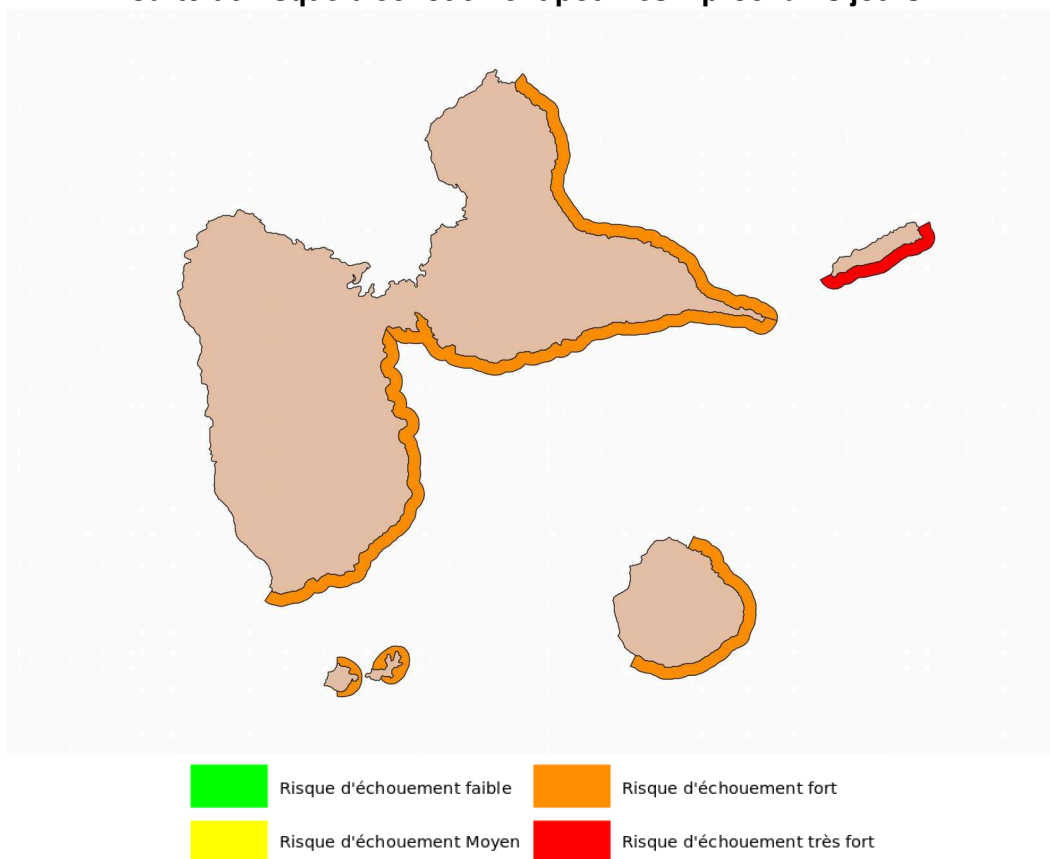 Risque d'échouement faible
Risque d'échouement fort
Risque d'échouement Moyen
Risque d'échouement très fort